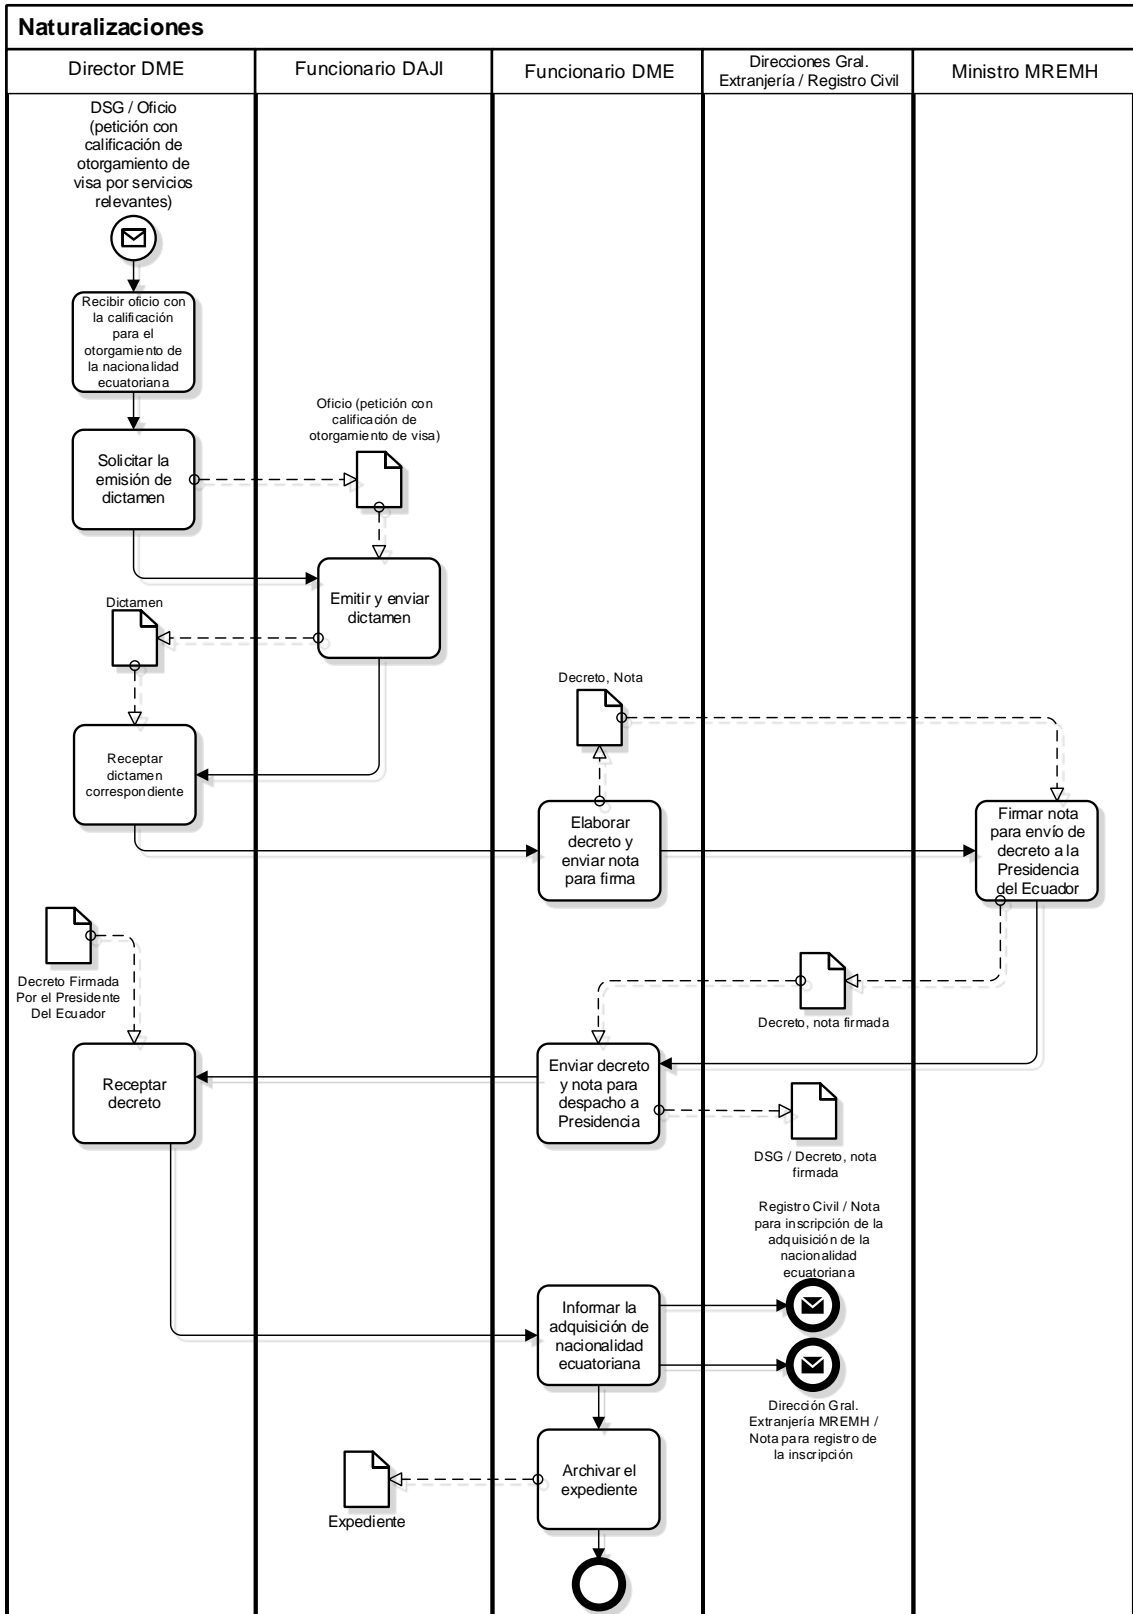 Naturalizaciones
Director DME
Funcionario DAJI
Funcionario DME
Direcciones Gral.
Extranjería / Registro Civil
Ministro MREMH
DSG / Oficio
(petición con
calificación de
otorgamiento de
visa por servicios
relevantes)
Recibir oficio con
la calificación
para el
otorgamiento de
la nacionalidad
ecuatoriana
Oficio (petición con
calificación de
otorgamiento de visa)
Solicitar la
emisión de
dictamen
Emitir y enviar
dictamen
Dictamen
Decreto, Nota
Receptar
dictamen
correspondiente
Elaborar
decreto y
enviar nota
para firma
Firmar nota
para envío de
decreto a la
Presidencia
del Ecuador
Decreto Firmada
Por el Presidente
Del Ecuador
Decreto, nota firmada
Receptar
decreto
Enviar decreto
y nota para
despacho a
Presidencia
DSG / Decreto, nota
firmada
Registro Civil / Nota
para inscripción de la
adquisición de la
nacionalidad
ecuatoriana
Informar la
adquisición de
nacionalidad
ecuatoriana
Dirección Gral.
Extranjería MREMH /
Nota para registro de
la inscripción
Archivar el
expediente
Expediente